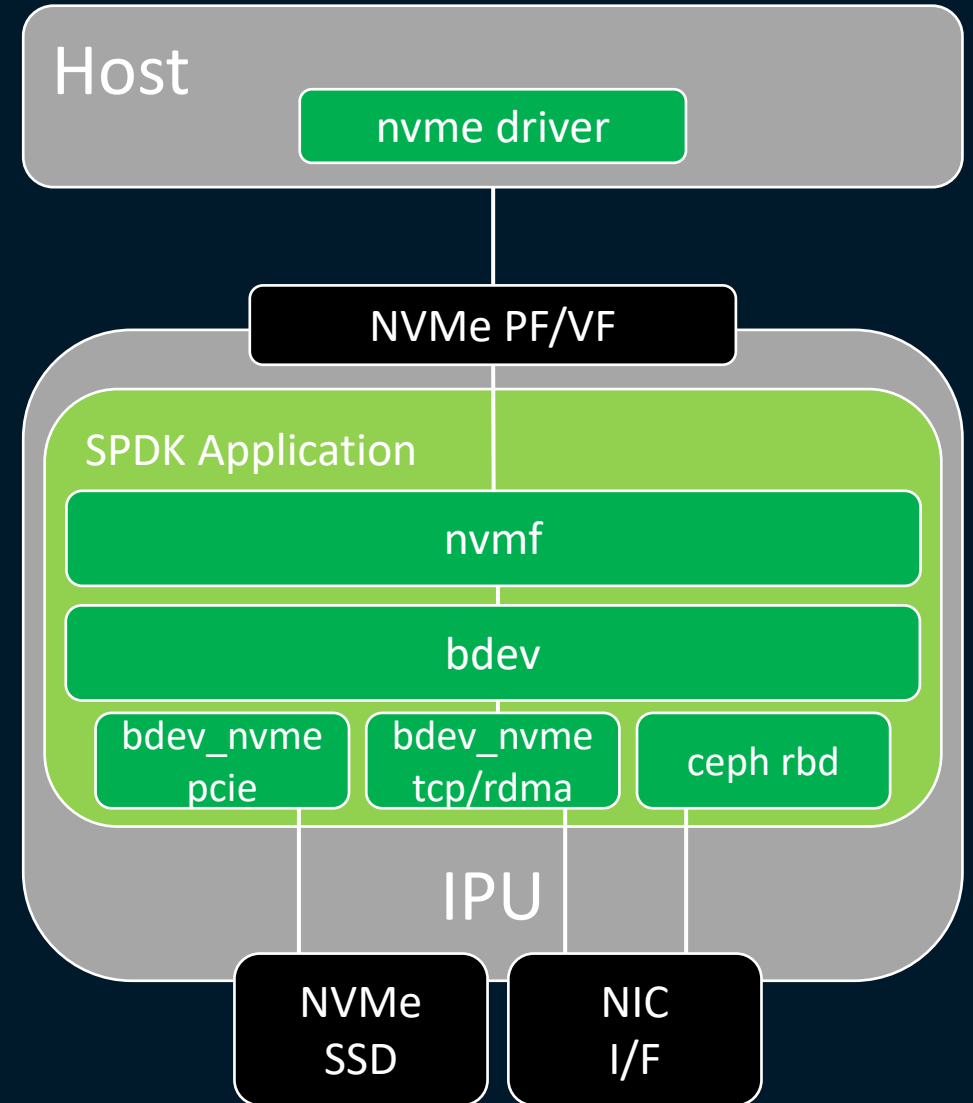 Host
nvme driver
NVMe PF/VF
SPDK Application
nvmf
bdev
bdev_nvme
pcie
bdev_nvme
tcp/rdma
ceph rbd
IPU
NVMe
SSD
NIC
I/F